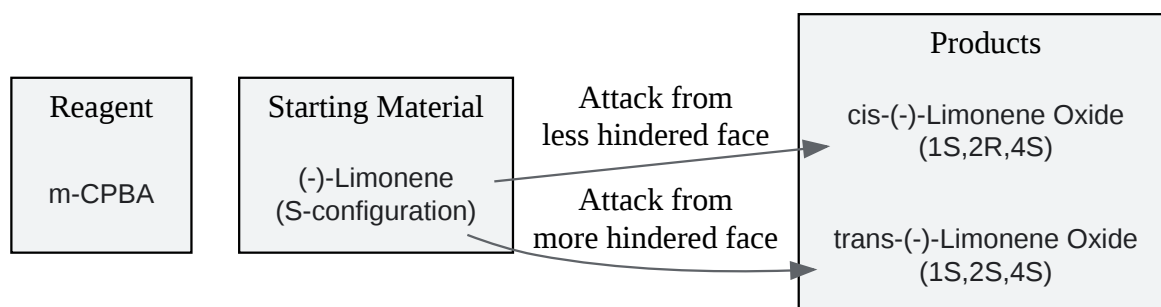 Reagent
m-CPBA
Starting Material
(-)-Limonene
(S-configuration)
Attack from
less hindered face
Attack from
more hindered face
Products
cis-(-)-Limonene Oxide
(1S,2R,4S)
trans-(-)-Limonene Oxide
(1S,2S,4S)